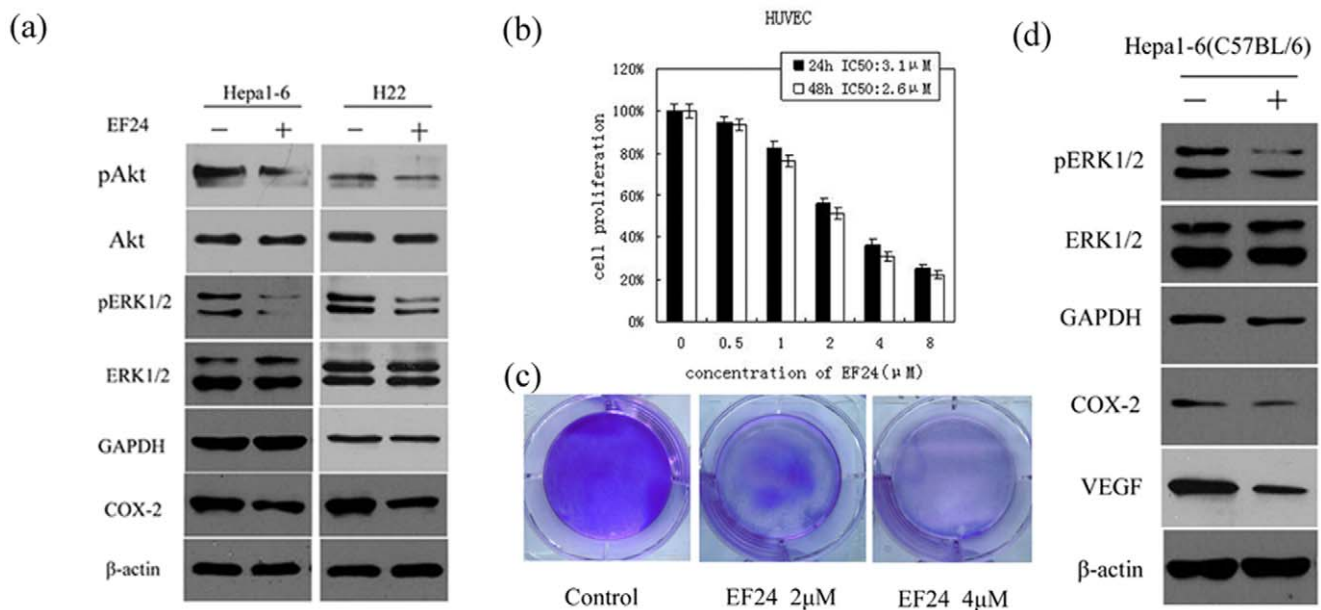 (a)
Hepa1-6 H22
EF24 — + — +
pAkt
Akt
pERK1/2
ERK1/2
GAPDH
COX-2
β-actin
(b)
HUVEC
24h IC50:3.1μM
48h IC50:2.6μM
120%
100%
80%
60%
40%
20%
0%
cell proliferation
0 0.5 1 2 4 8
concentration of EF24(μM)
(c)
Control EF24 2μM EF24 4μM
(d)
Hepa1-6(C57BL/6)
— +
pERK1/2
ERK1/2
GAPDH
COX-2
VEGF
β-actin